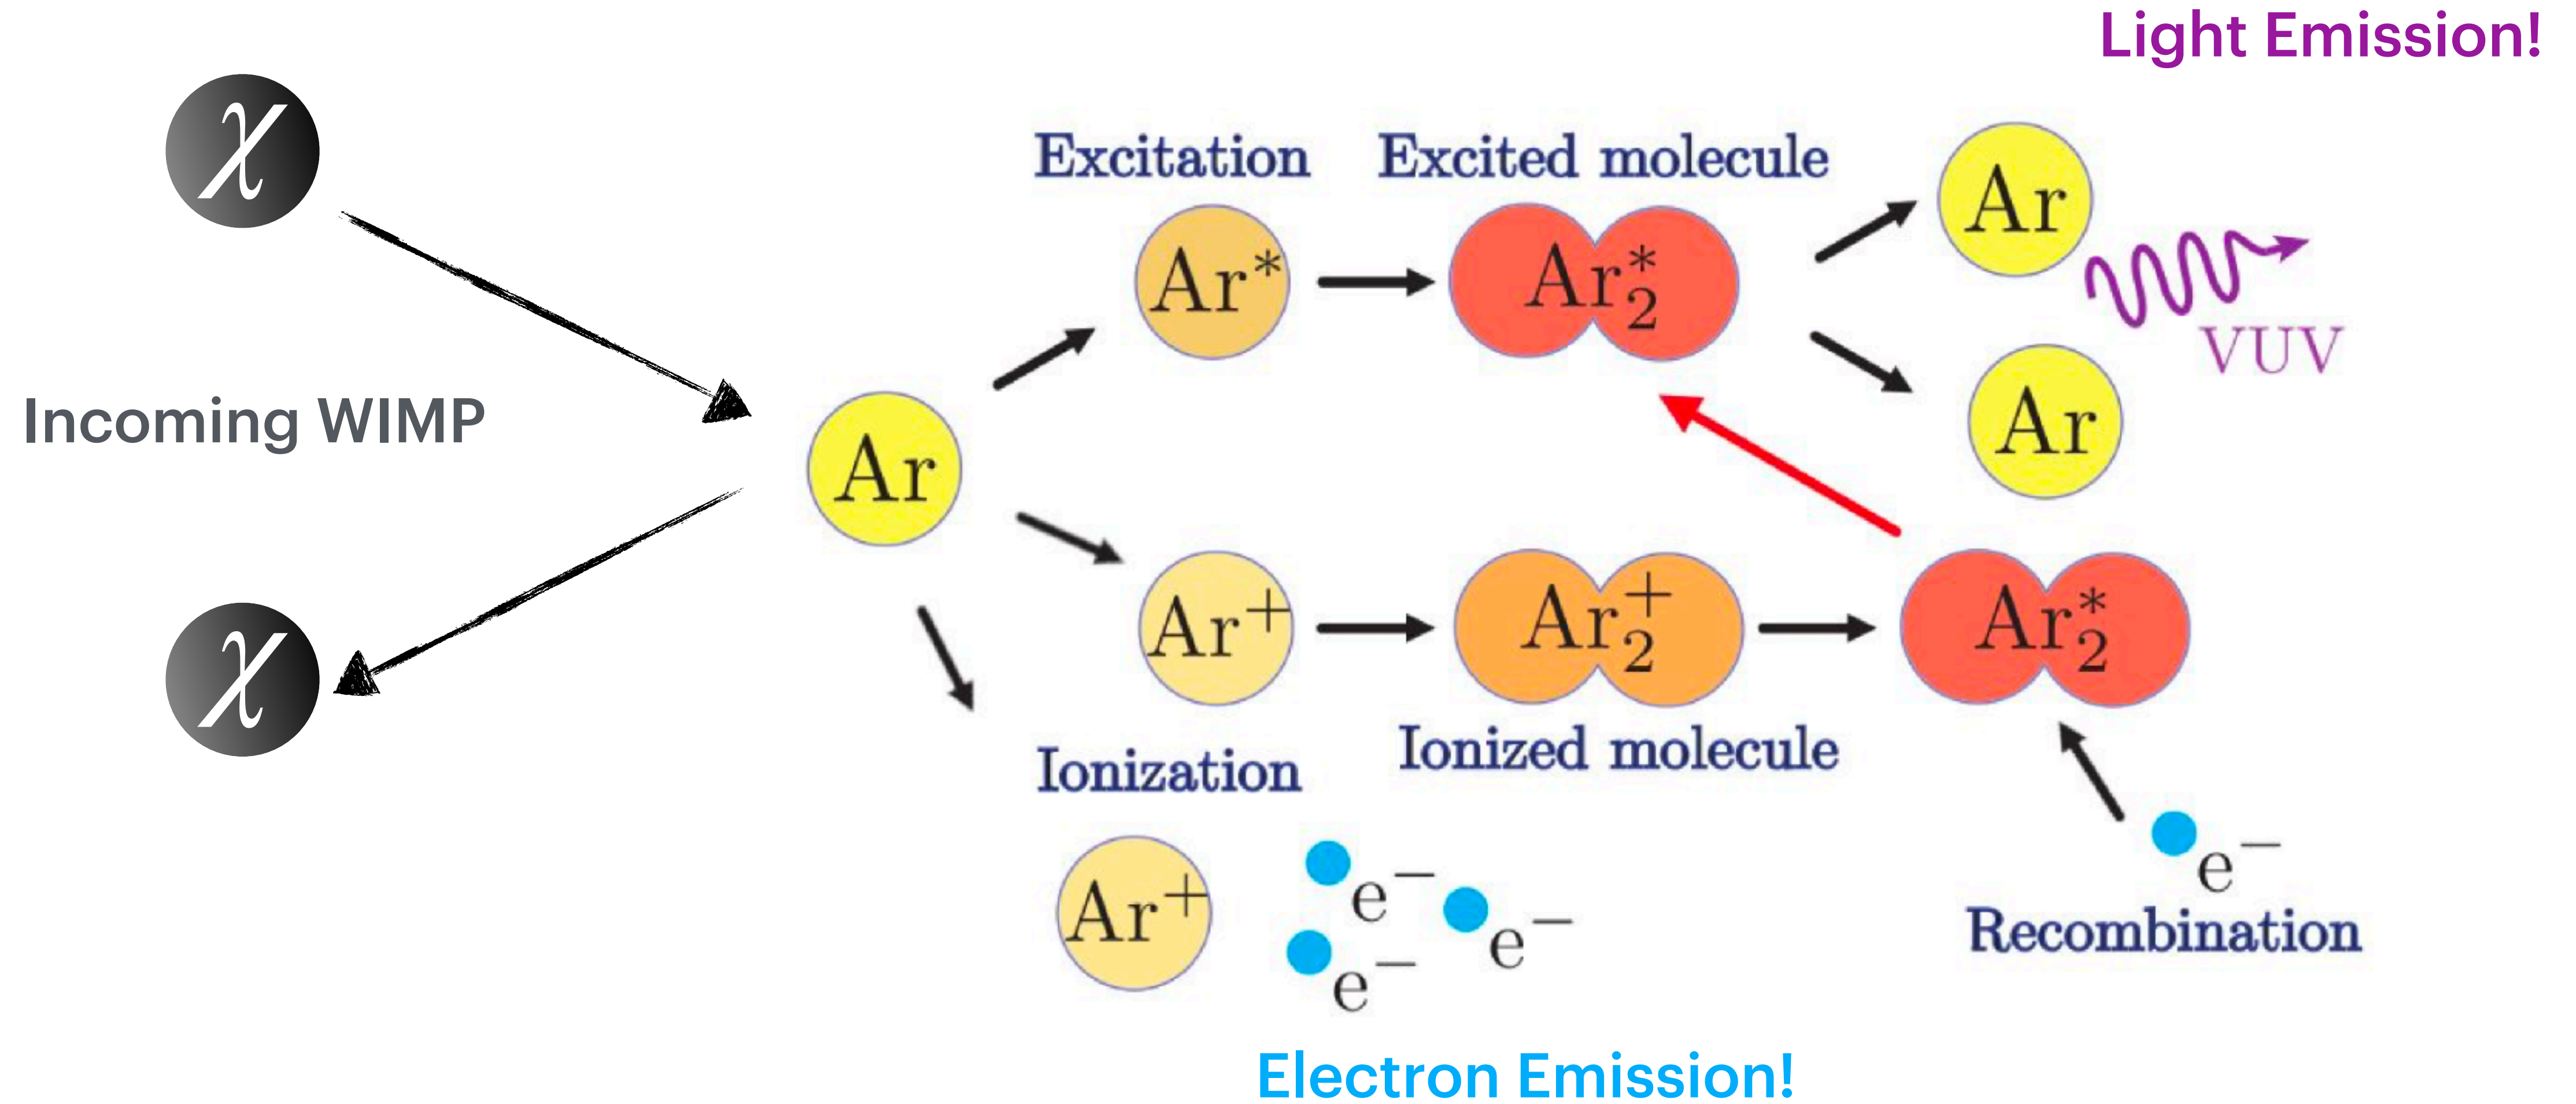 Light Emission!
χ
Excitation
Excited molecule
Ar
Ar*
Ar₂*
VUV
Incoming WIMP
Ar
Ar
χ
Ar⁺
Ar₂⁺
Ar₂*
Ionization
Ionized molecule
Ar⁺
e⁻
e⁻
e⁻
e⁻
Recombination
Electron Emission!